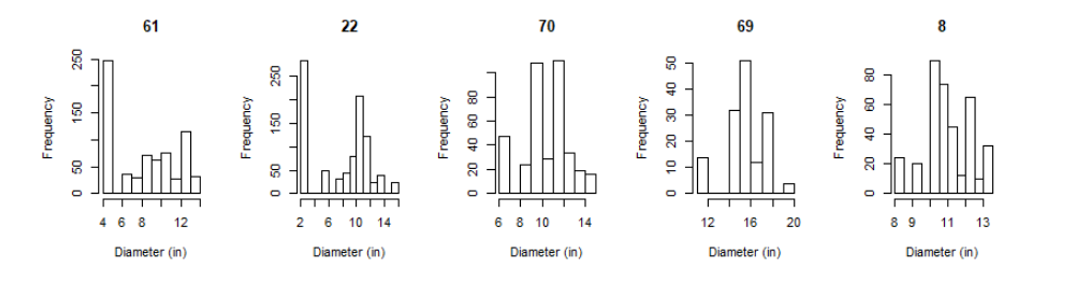 61 22 70 69 8
Frequency 0 50 150 250
4 6 8 12
Diameter (in)
Frequency 0 50 150 250
2 6 10 14
Diameter (in)
Frequency 0 20 40 60 80
6 8 10 14
Diameter (in)
Frequency 0 10 20 30 40 50
12 14 16 20
Diameter (in)
Frequency 0 20 40 60 80
8 9 11 13
Diameter (in)